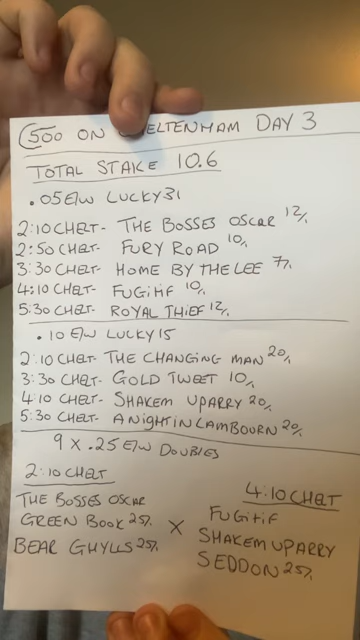 £500 ON CHELTENHAM DAY 3
TOTAL STAKE 10.6
.05 E/W LUCKY 31
2:10 CHELT- THE BOSSES OSCAR 12/1
2:50 CHELT- FURY ROAD 10/1
3:30 CHELT- HOME BY THE LEE 7/1
4:10 CHELT- FUGITIF 10/1
5:30 CHELT- ROYAL THIEF 12/1
.10 E/W LUCKY 15
2:10 CHELT- THE CHANGING MAN 20/1
3:30 CHELT- GOLD TWEET 10/1
4:10 CHELT- SHAKEM UPARRY 20/1
5:30 CHELT- A NIGHT IN LAMBOURN 20/1
9 X .25 E/W DOUBLES
2:10 CHELT
THE BOSSES OSCAR
GREEN BOOK 25/1
BEAR GHYLLS 25/1
X
4:10 CHELT
FUGITIF
SHAKEM UPARRY
SEDDON 25/1